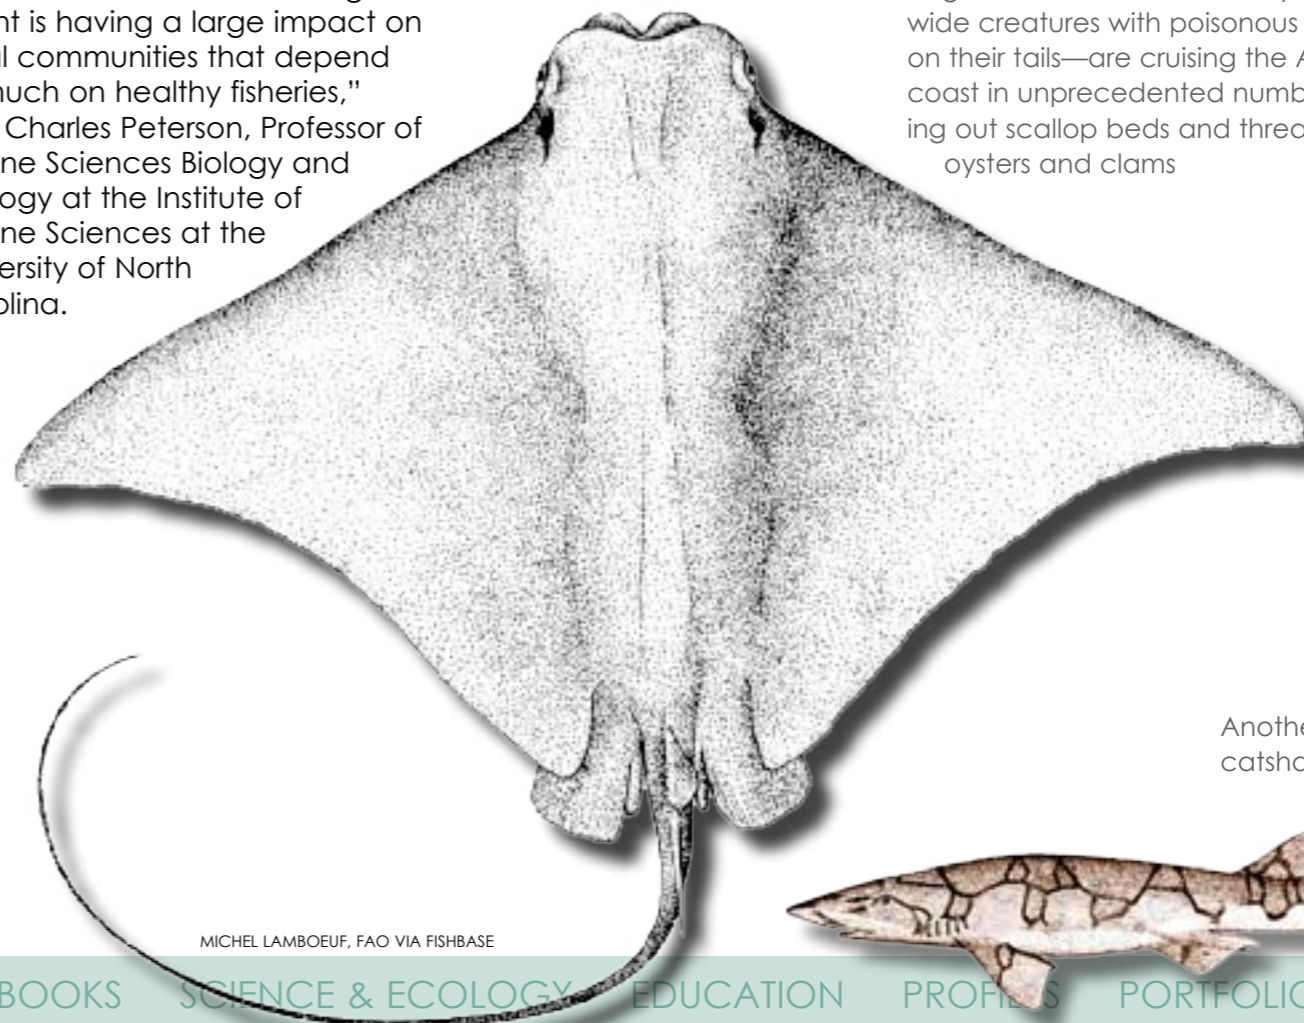 nt is having a large impact on
l communities that depend
much on healthy fisheries,”
Charles Peterson, Professor of
ne Sciences Biology and
ogy at the Institute of
ne Sciences at the
ersity of North
olina.
wide creatures with poisonous
on their tails—are cruising the A
coast in unprecedented numb
ing out scallop beds and threa
oysters and clams
Anothe
catsha
MICHEL LAMBOEUF, FAO VIA FISHBASE
BOOKS SCIENCE & ECOLOGY EDUCATION PROFILES PORTFOLIO